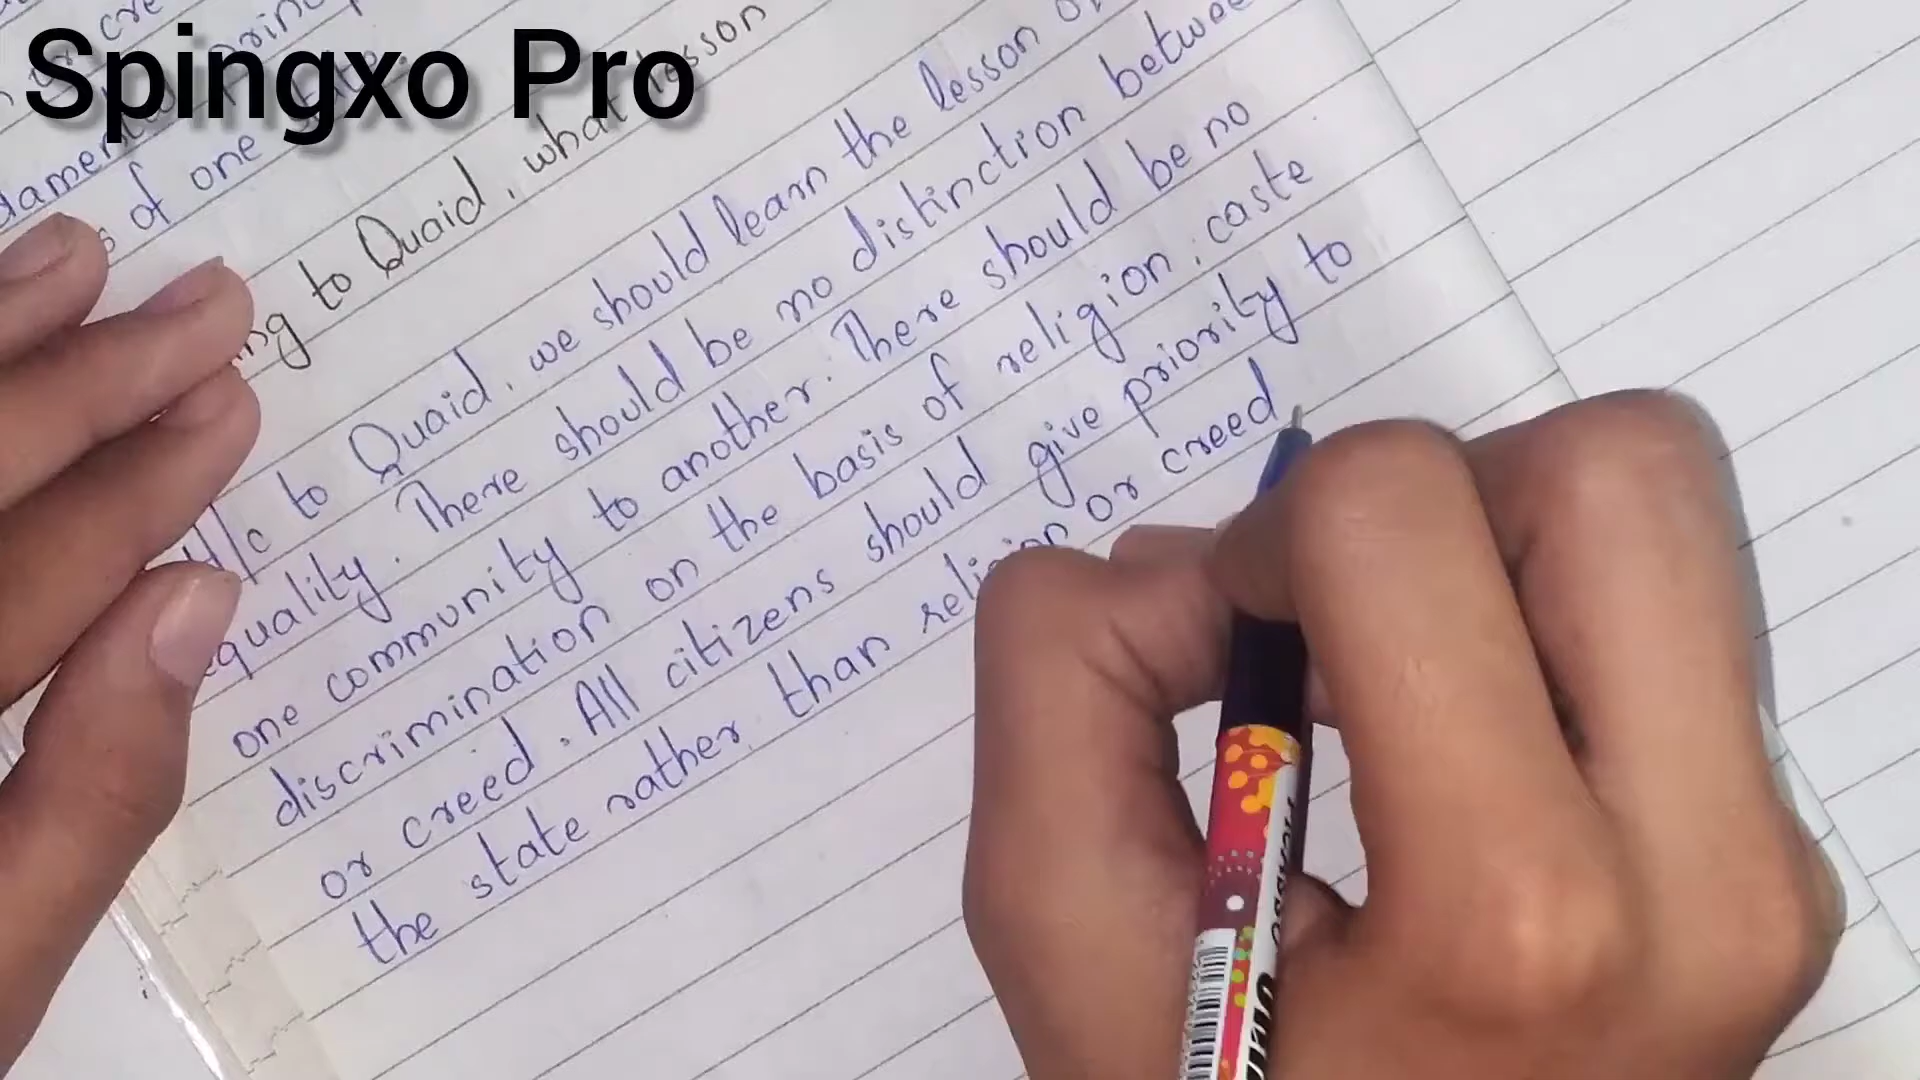 Spingxo Pro
of one state.
to Quaid, what lesson
A/c to Quaid, we should learn the lesson
equality. There should be no distinction between
one community to another. There should be no
discrimination on the basis of religion, caste
or creed. All citizens should give priority to
the state rather than religion or creed